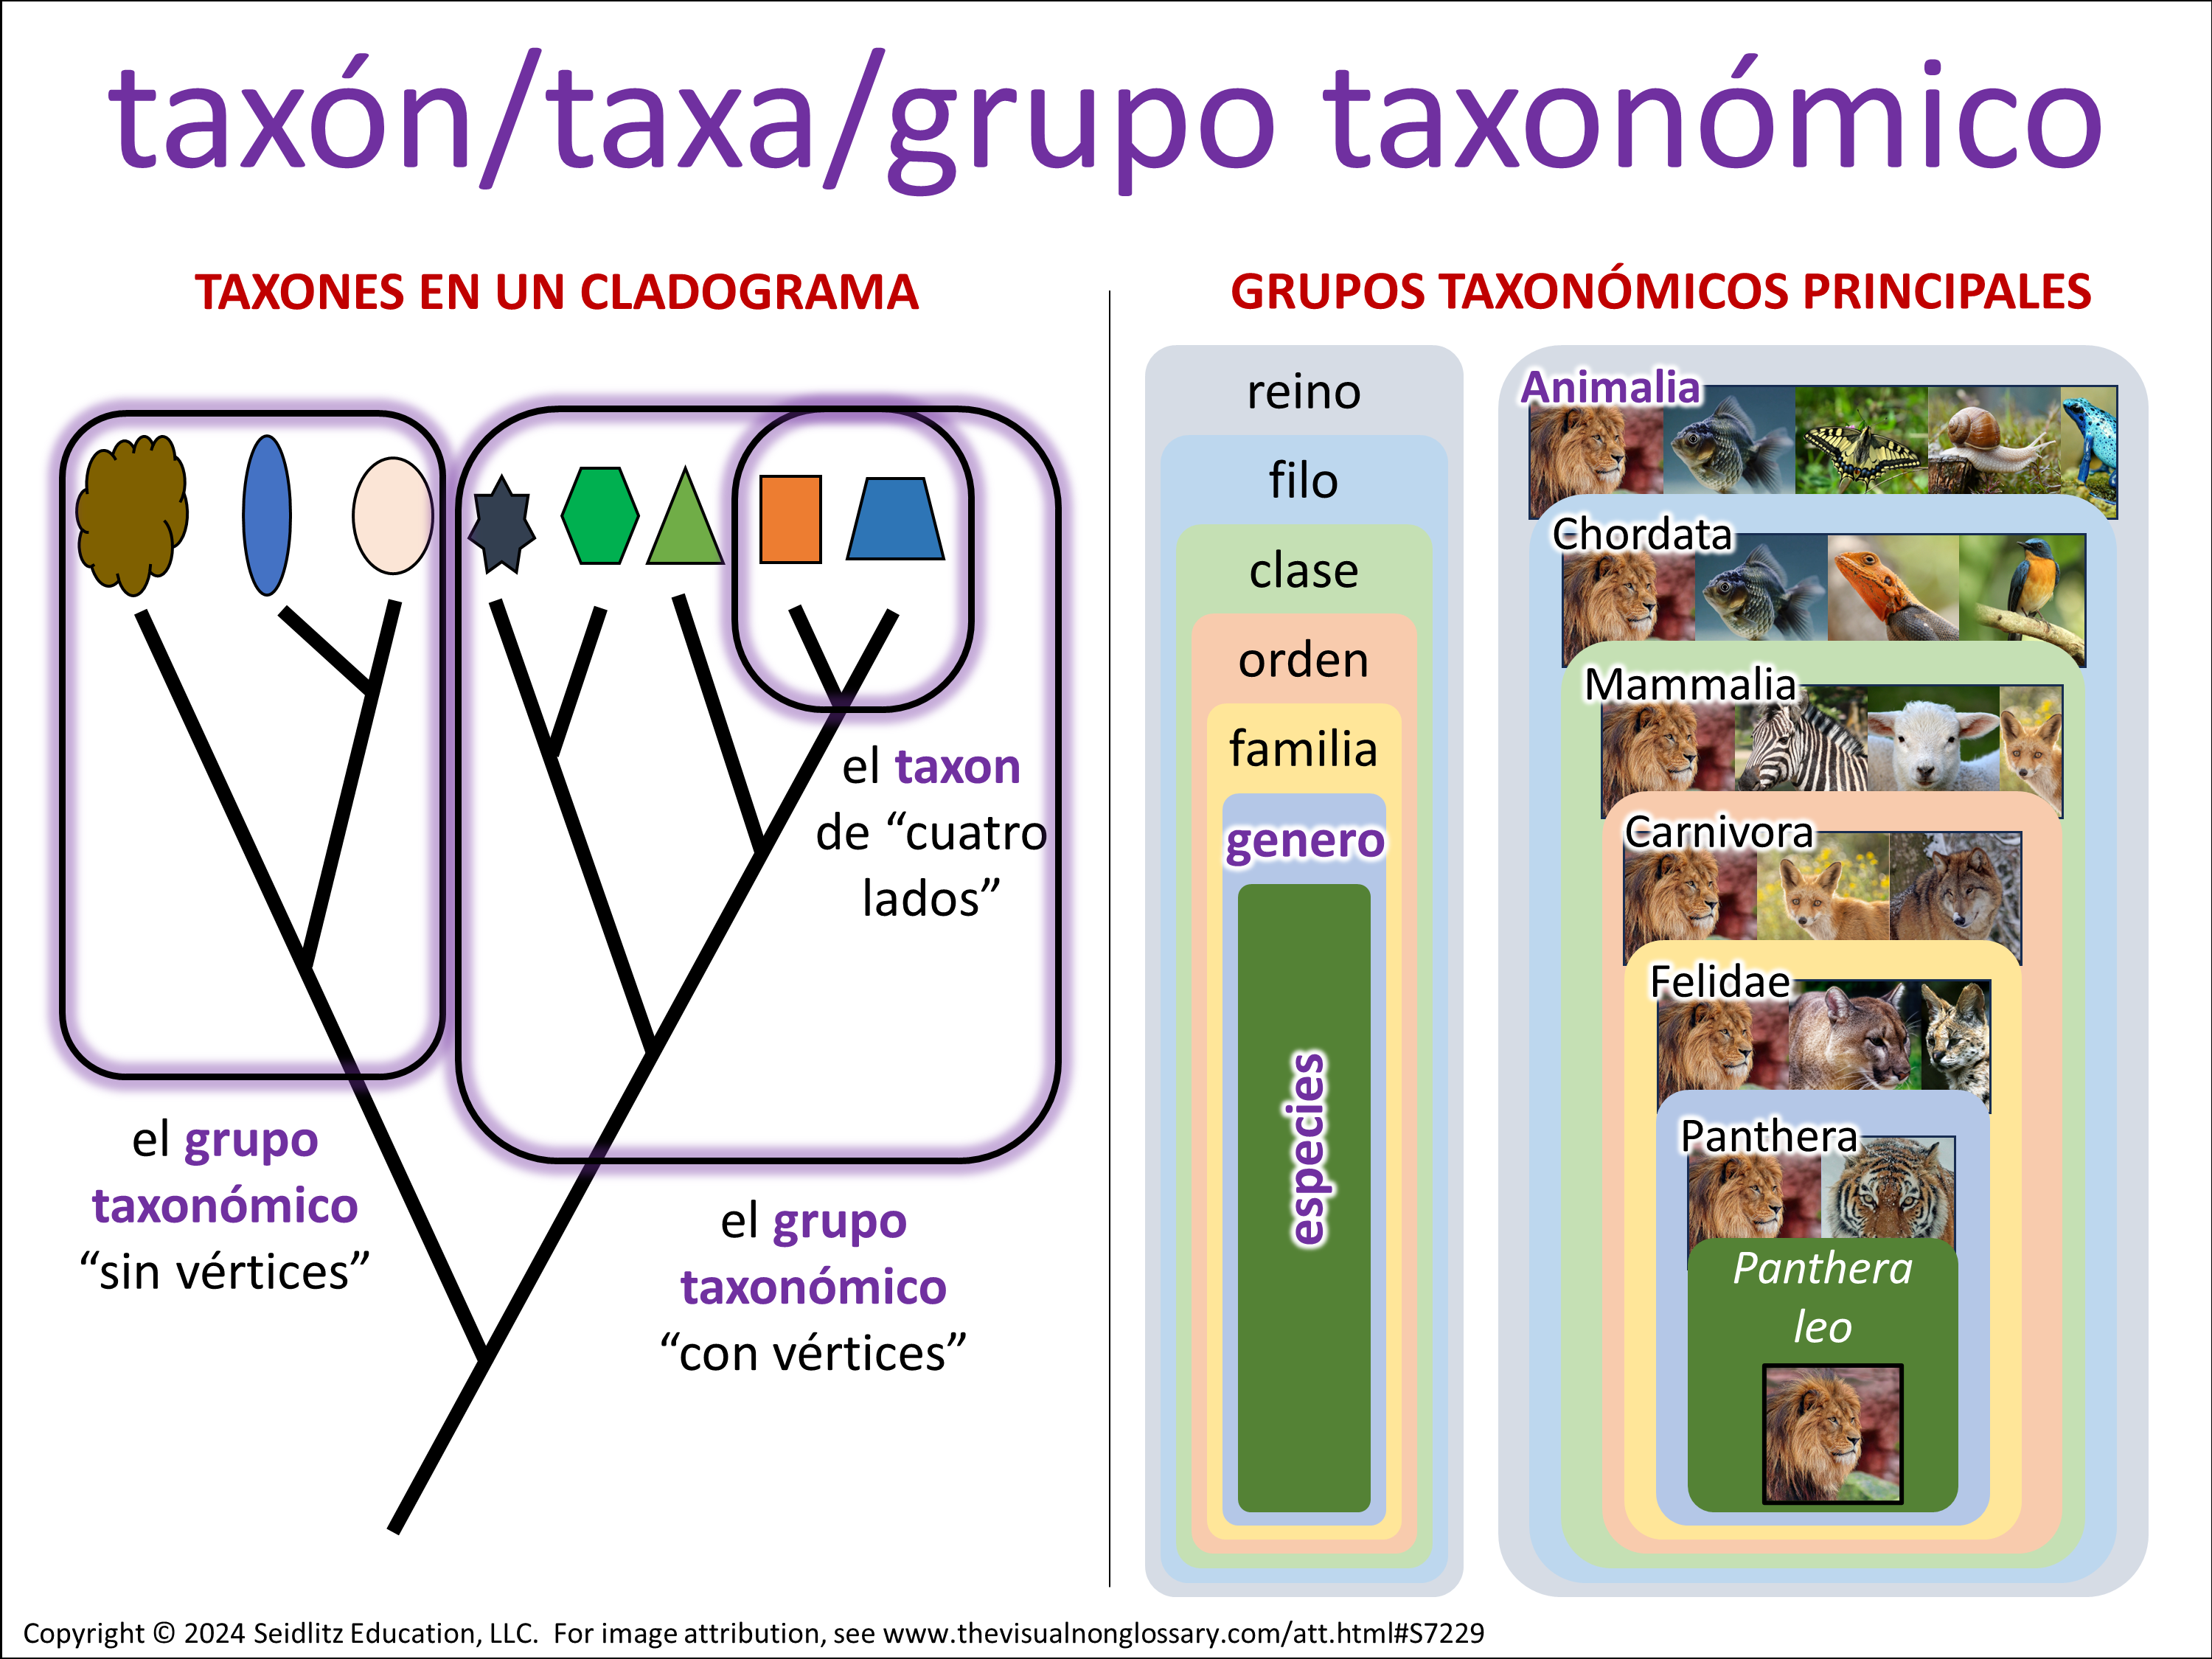 taxón/taxa/grupo taxonómico
TAXONES EN UN CLADOGRAMA
el taxon
de “cuatro
lados”
el grupo
taxonómico
“sin vértices”
el grupo
taxonómico
“con vértices”
GRUPOS TAXONÓMICOS PRINCIPALES
reino
filo
clase
orden
familia
genero
especies
Animalia
Chordata
Mammalia
Carnivora
Felidae
Panthera
Panthera
leo
Copyright © 2024 Seidlitz Education, LLC.  For image attribution, see www.thevisualnonglossary.com/att.html#S7229